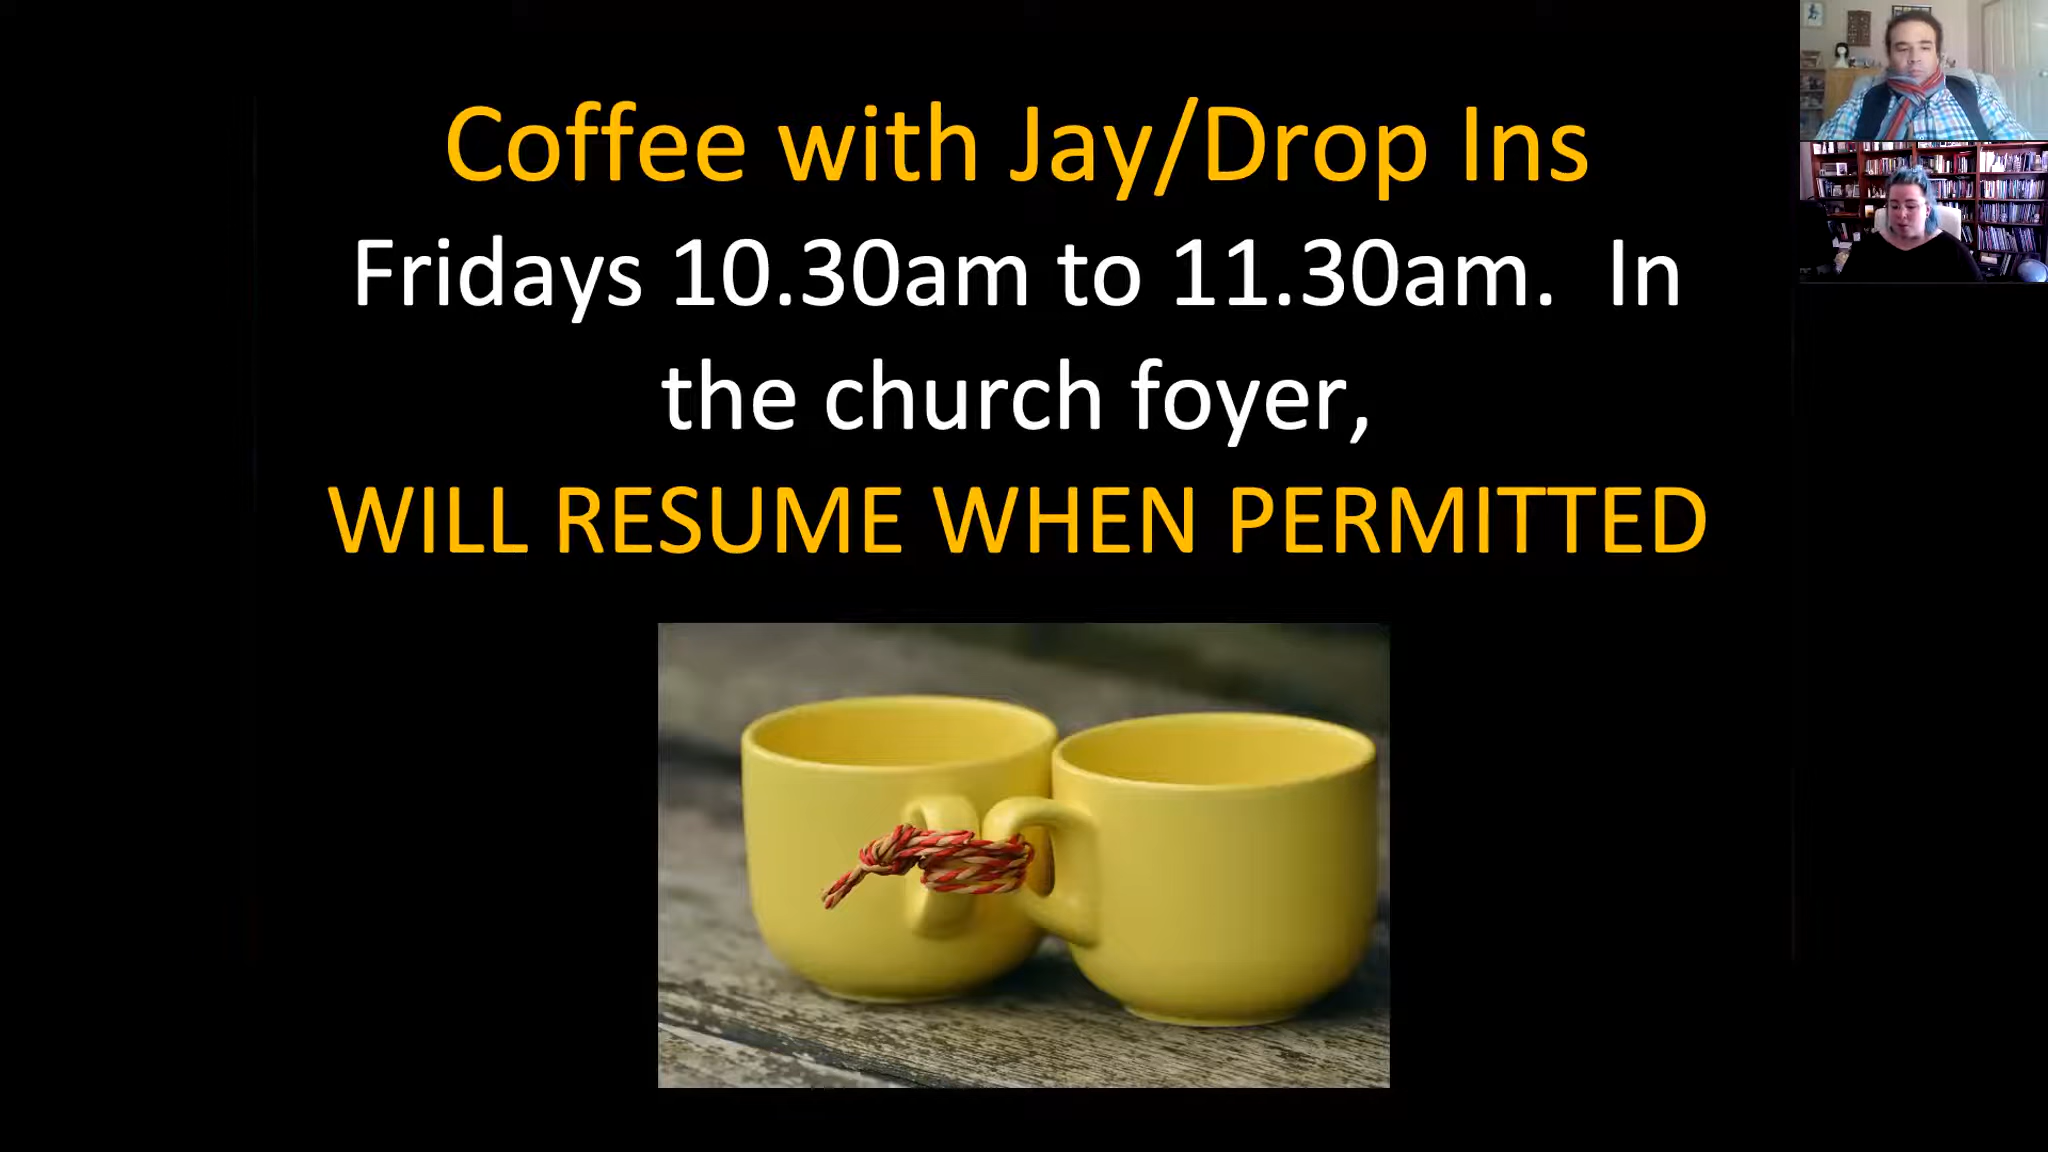 Coffee with Jay/Drop Ins
Fridays 10.30am to 11.30am.  In
the church foyer,
WILL RESUME WHEN PERMITTED